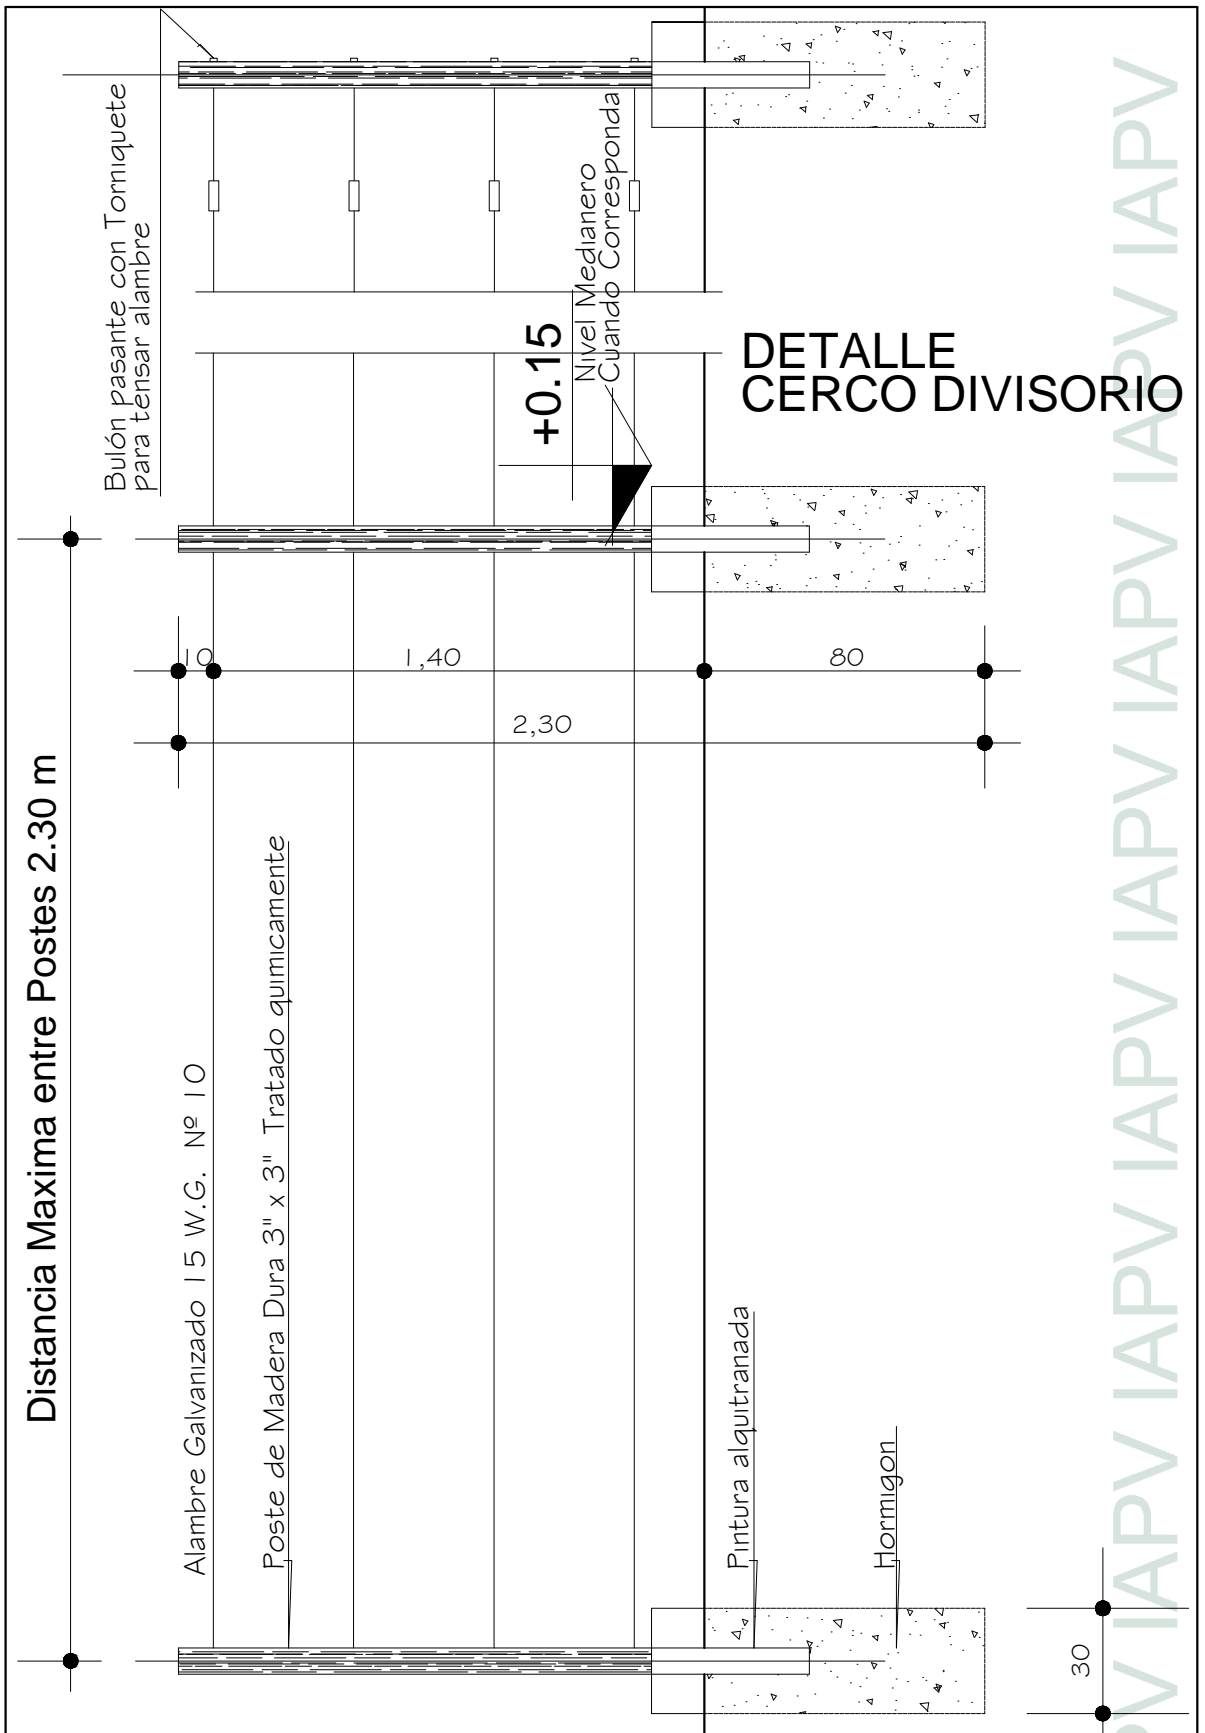 Distancia Maxima entre Postes 2.30 m
Bulón pasante con Torniquete
para tensar alambre
Alambre Galvanizado 15 W.G. Nº 10
Poste de Madera Dura 3" x 3" Tratado quimicamente
+0.15
Nivel Medianero
Cuando Corresponda
DETALLE
CERCO DIVISORIO
10
1,40
80
2,30
Pintura alquitranada
Hormigon
30
PV IAPV IAPV IAPV IAPV IAPV IAPV IAPV